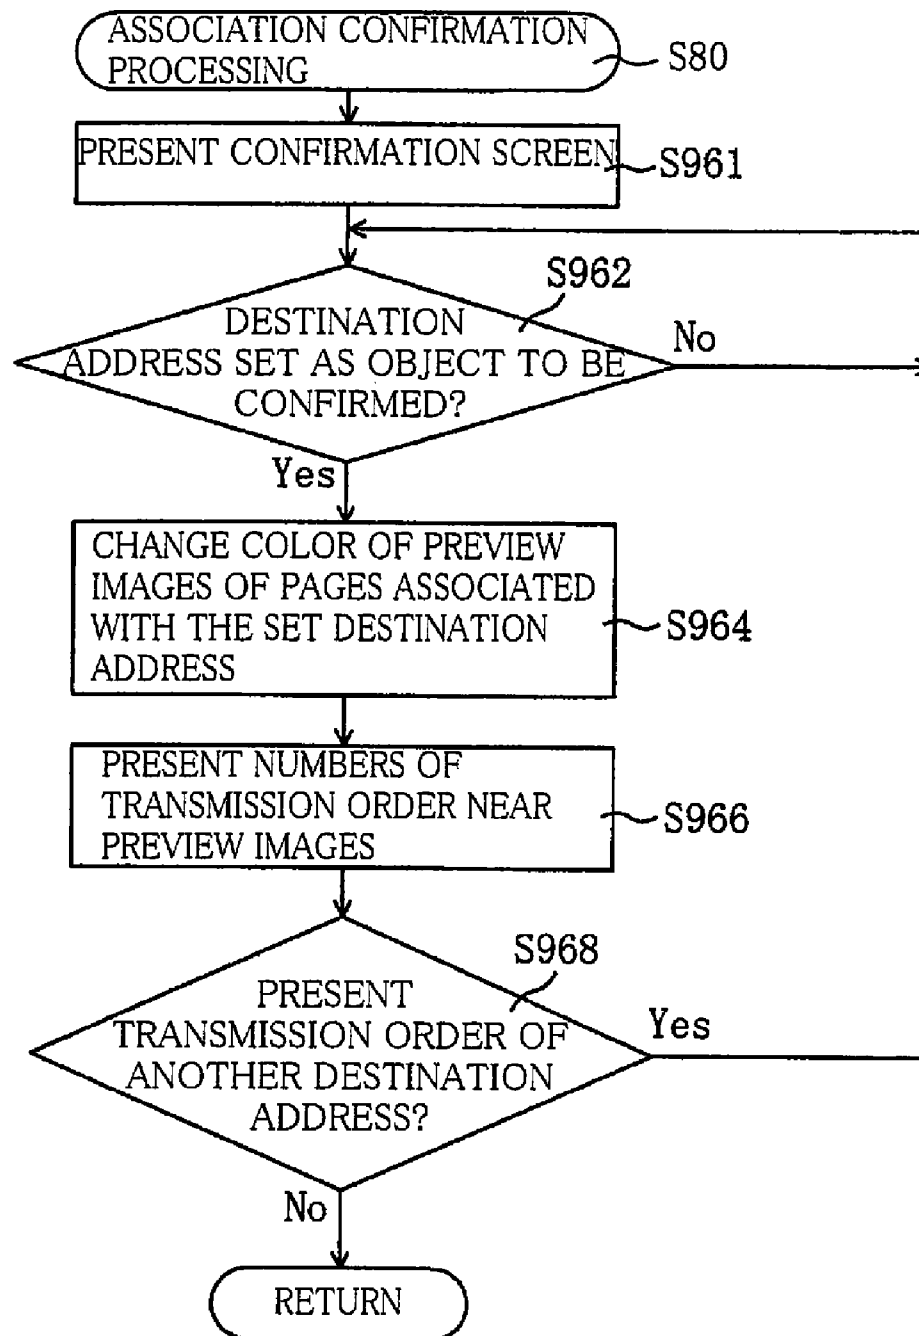 ASSOCIATION CONFIRMATION
PROCESSING
S80
PRESENT CONFIRMATION SCREEN
S961
S962
DESTINATION
ADDRESS SET AS OBJECT TO BE
CONFIRMED?
No
Yes
CHANGE COLOR OF PREVIEW
IMAGES OF PAGES ASSOCIATED
WITH THE SET DESTINATION
ADDRESS
S964
PRESENT NUMBERS OF
TRANSMISSION ORDER NEAR
PREVIEW IMAGES
S966
S968
PRESENT
TRANSMISSION ORDER OF
ANOTHER DESTINATION
ADDRESS?
Yes
No
RETURN